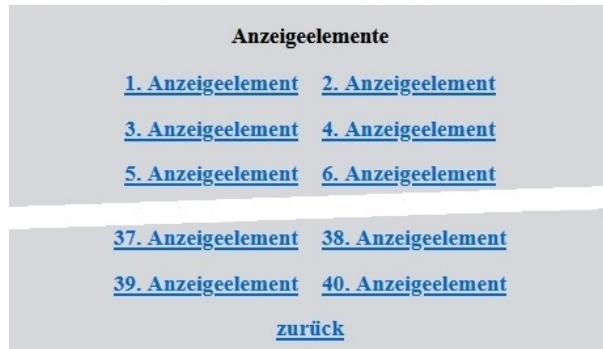 Anzeigeelemente
1. Anzeigeelement 2. Anzeigeelement
3. Anzeigeelement 4. Anzeigeelement
5. Anzeigeelement 6. Anzeigeelement
37. Anzeigeelement 38. Anzeigeelement
39. Anzeigeelement 40. Anzeigeelement
zurück